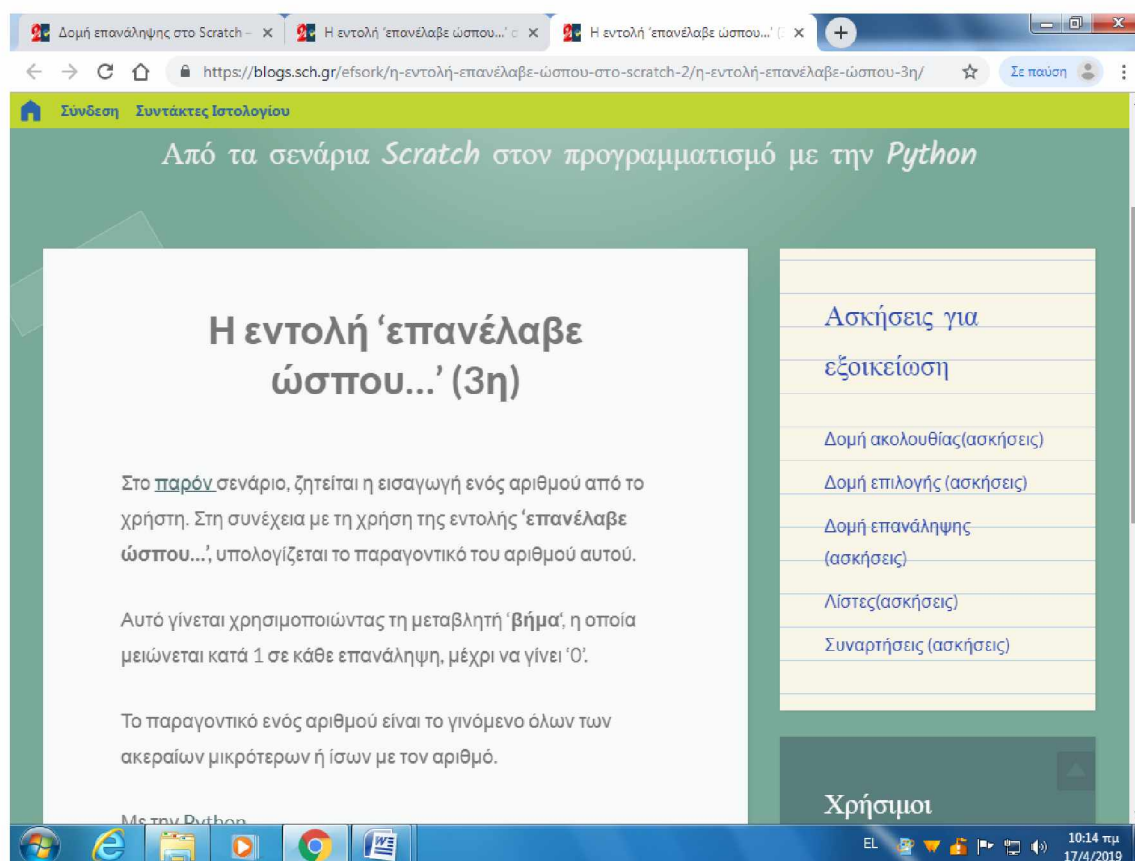 Δομή επανάληψης στο Scratch –
Η εντολή 'επανέλαβε ώσπου...'
Η εντολή 'επανέλαβε ώσπου...' (
https://blogs.sch.gr/efsork/η-εντολή-επανέλαβε-ώσπου-στο-scratch-2/η-εντολή-επανέλαβε-ώσπου-3η/
Σε παύση
Σύνδεση Συντάκτες Ιστολογίου
Από τα σενάρια Scratch στον προγραμματισμό με την Python
Η εντολή ‘επανέλαβε
ώσπου…’ (3η)
Στο παρόν σενάριο, ζητείται η εισαγωγή ενός αριθμού από το
χρήστη. Στη συνέχεια με τη χρήση της εντολής ‘επανέλαβε
ώσπου…’, υπολογίζεται το παραγοντικό του αριθμού αυτού.
Αυτό γίνεται χρησιμοποιώντας τη μεταβλητή ‘βήμα‘, η οποία
μειώνεται κατά 1 σε κάθε επανάληψη, μέχρι να γίνει ‘0’.
Το παραγοντικό ενός αριθμού είναι το γινόμενο όλων των
ακεραίων μικρότερων ή ίσων με τον αριθμό.
Με την Python
Ασκήσεις για
εξοικείωση
Δομή ακολουθίας(ασκήσεις)
Δομή επιλογής (ασκήσεις)
Δομή επανάληψης
(ασκήσεις)
Λίστες(ασκήσεις)
Συναρτήσεις (ασκήσεις)
Χρήσιμοι
EL
10:14 πμ
17/4/2019